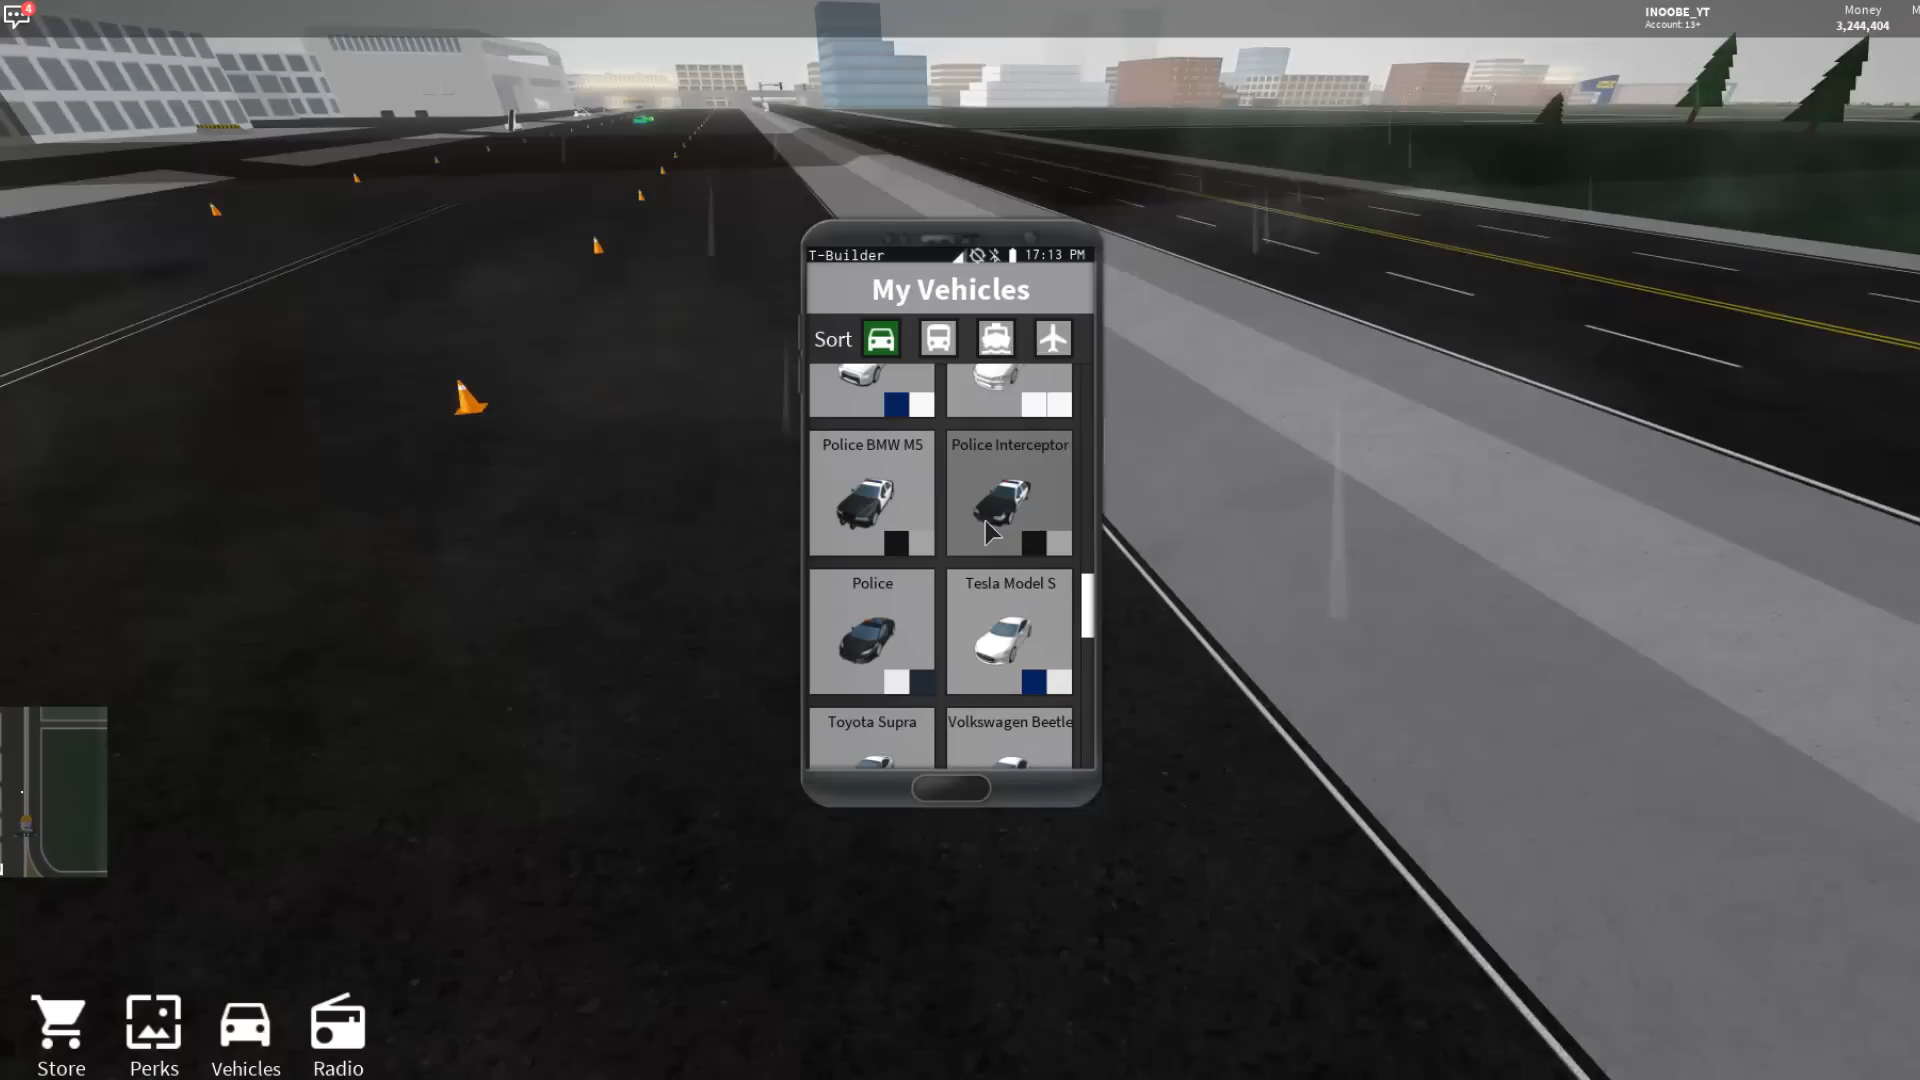 4
INOOBE_YT
Account: 13+
Money
3,244,404
M
T-Builder
17:13 PM
My Vehicles
Sort
Police BMW M5
Police Interceptor
Police
Tesla Model S
Toyota Supra
Volkswagen Beetle
Store
Perks
Vehicles
Radio